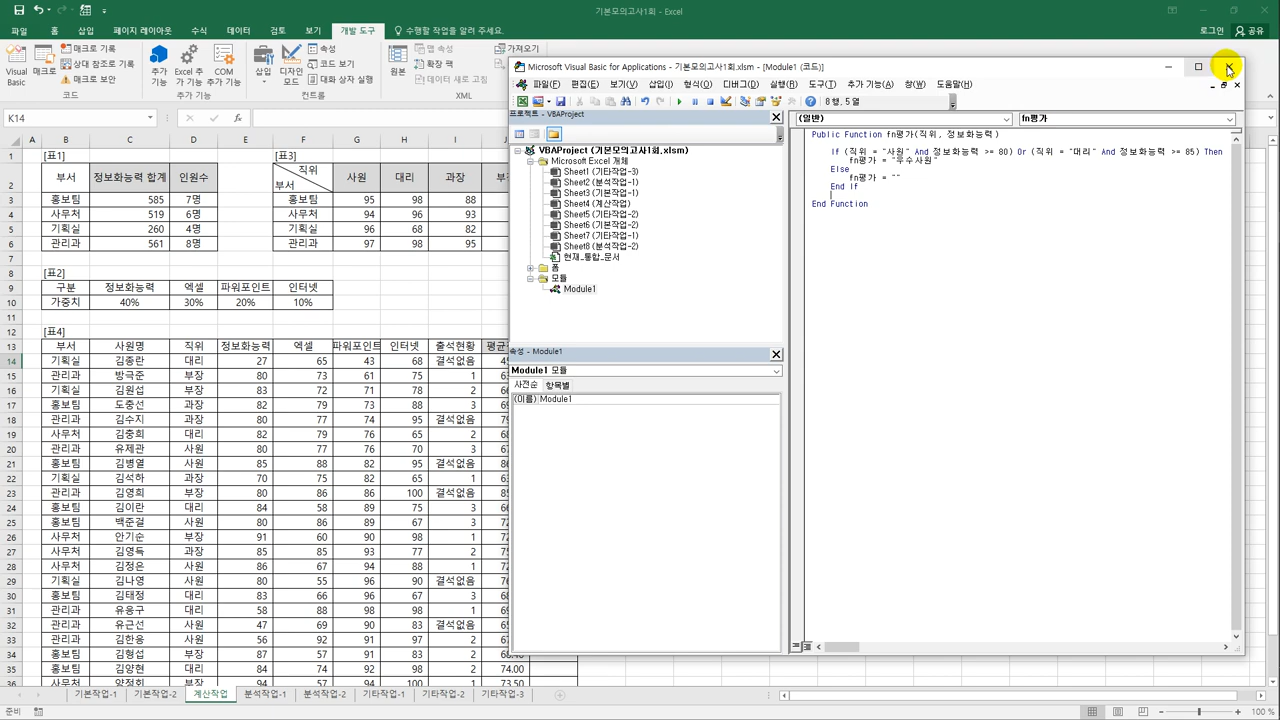 기본모의고사1회 - Excel
파일 홈 삽입 페이지 레이아웃 수식 데이터 검토 보기 개발 도구 수행할 작업을 알려 주세요. 로그인 공유
Visual Basic
매크로
매크로 기록
상대 참조로 기록
매크로 보안
코드
추가 기능
Excel 추가 기능
COM 추가 기능
추가 기능
삽입
디자인 모드
속성
코드 보기
대화 상자 실행
컨트롤
원본
맵 속성
확장 팩
데이터 새로 고침
가져오기
XML
K14
A B C D E F G H I
[표1] [표3]
부서 정보화능력 합계 인원수 직위 부서 사원 대리 과장
홍보팀 585 7명 홍보팀 95 98 88
사무처 519 6명 사무처 94 96 93
기획실 260 4명 기획실 96 68 82
관리과 561 8명 관리과 97 98 95
[표2]
구분 정보화능력 엑셀 파워포인트 인터넷
가중치 40% 30% 20% 10%
[표4]
부서 사원명 직위 정보화능력 엑셀 파워포인트 인터넷 출석현황
기획실 김종란 대리 27 65 43 68 결석없음
관리과 방극준 부장 80 73 61 75 1
기획실 김원섭 부장 83 72 71 78 2
홍보팀 도충선 과장 82 79 73 88 3
관리과 김수지 과장 80 77 74 95 결석없음
사무처 김충희 대리 82 79 76 65 2
관리과 유제관 사원 80 77 76 70 3
홍보팀 김병열 사원 85 88 82 95 결석없음
기획실 김석하 과장 70 75 82 65 1
관리과 김영희 부장 80 86 86 100 결석없음
홍보팀 김이란 대리 84 58 89 75 3
홍보팀 백준걸 사원 80 86 89 67 3
사무처 안기순 부장 91 60 90 98 1
사무처 김영득 과장 85 85 93 77 2
사무처 김정은 사원 86 67 94 88 1
기획실 김나영 사원 80 55 96 90 결석없음
홍보팀 김태정 대리 83 66 96 67 3
관리과 유응구 대리 58 88 98 98 1
관리과 유근선 사원 47 69 90 83 결석없음
관리과 김한응 사원 56 92 91 97 2
홍보팀 김형섭 부장 54 57 91 83 2
홍보팀 김양현 대리 84 74 92 98 2 74.00
사무처 양정회 부장 84 44 94 100 1 73.50
기본작업-1 기본작업-2 계산작업 분석작업-1 분석작업-2 기타작업-1 기타작업-2 기타작업-3
준비 100 %
Microsoft Visual Basic for Applications - 기본모의고사1회.xlsm - [Module1 (코드)]
파일(F) 편집(E) 보기(V) 삽입(I) 형식(O) 디버그(D) 실행(R) 도구(T) 추가 기능(A) 창(W) 도움말(H)
8 행, 5 열
프로젝트 - VBAProject
VBAProject (기본모의고사1회.xlsm)
Microsoft Excel 개체
Sheet1 (기타작업-3)
Sheet2 (분석작업-1)
Sheet3 (기본작업-1)
Sheet4 (계산작업)
Sheet5 (기타작업-2)
Sheet6 (기본작업-2)
Sheet7 (기타작업-1)
Sheet8 (분석작업-2)
현재_통합_문서
폼
모듈
Module1
속성 - Module1
Module1 모듈
사전순 항목별
(이름) Module1
(일반) fn평가
Public Function fn평가(직위, 정보화능력)
If (직위 = "사원" And 정보화능력 >= 80) Or (직위 = "대리" And 정보화능력 >= 85) Then
fn평가 = "우수사원"
Else
fn평가 = ""
End If
End Function